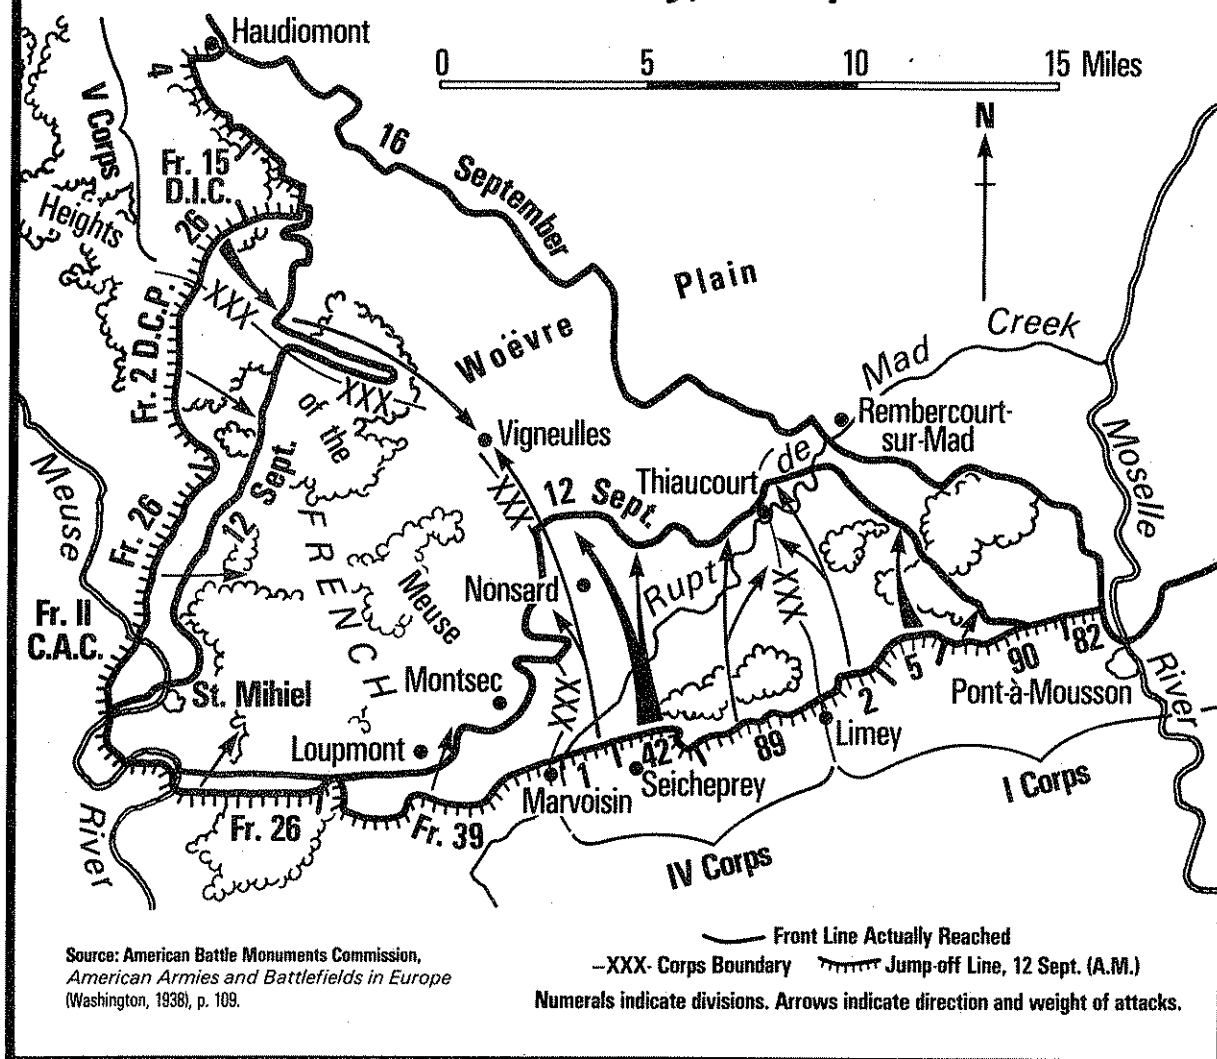 Haudiomont
0 5 10 15 Miles
N
4
V Corps
16 September
Fr. 15
D.I.C.
Heights
26
XXX
Fr. 2 D.C.P.
Plain
Woëvre
Creek
Mad
de
Rupt
XXX
of
the
Rembercourt-
sur-Mad
Vigneulles
Thiaucourt
12 Sept.
XXX
12 Sept.
Meuse
Moselle
Fr. 26
FRENCH
Meuse
Nonsard
XXX
Fr. II
C.A.C.
St. Mihiel
Montsec
XXX
Loupmont
Marvoisin
1
42
Seicheprey
89
Limey
2
5
90
82
Pont-à-Mousson
River
River
Fr. 26
Fr. 39
IV Corps
I Corps
Source: American Battle Monuments Commission,
American Armies and Battlefields in Europe
(Washington, 1938), p. 109.
Front Line Actually Reached
-XXX- Corps Boundary Jump-off Line, 12 Sept. (A.M.)
Numerals indicate divisions. Arrows indicate direction and weight of attacks.